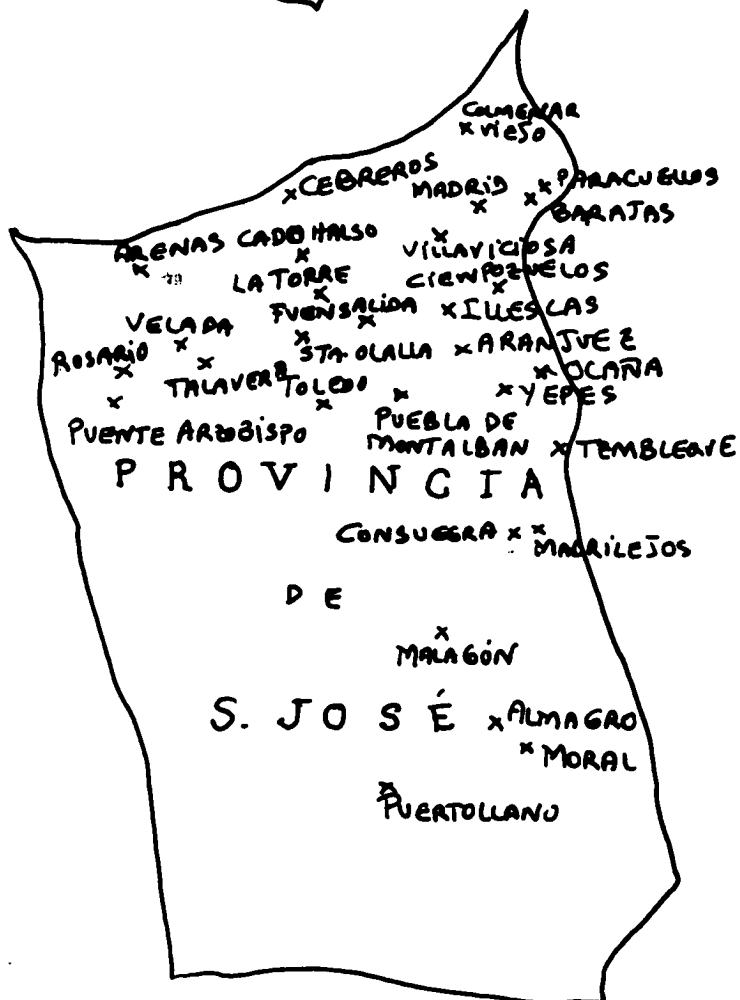 COLMENAR
VIEJO
CEBREROS
MADRID
PARACUELLOS
BARAJAS
ARENAS
CADOHALSO
VILLAVICIOSA
LA TORRE
CIENPOZUELOS
FUENSALIDA
ILLESCAS
VELADA
ROSARIO
STA. OLALLA
ARANJUEZ
TALAVERA
TOLEDO
OCAÑA
YEPES
PUENTE ARZOBISPO
PUEBLA DE
MONTALBAN
TEMBLEQUE
PROVINCIA
CONSUEGRA
MADRILEJOS
DE
MALAGÓN
S. JOSÉ
ALMAGRO
MORAL
PUERTOLLANO